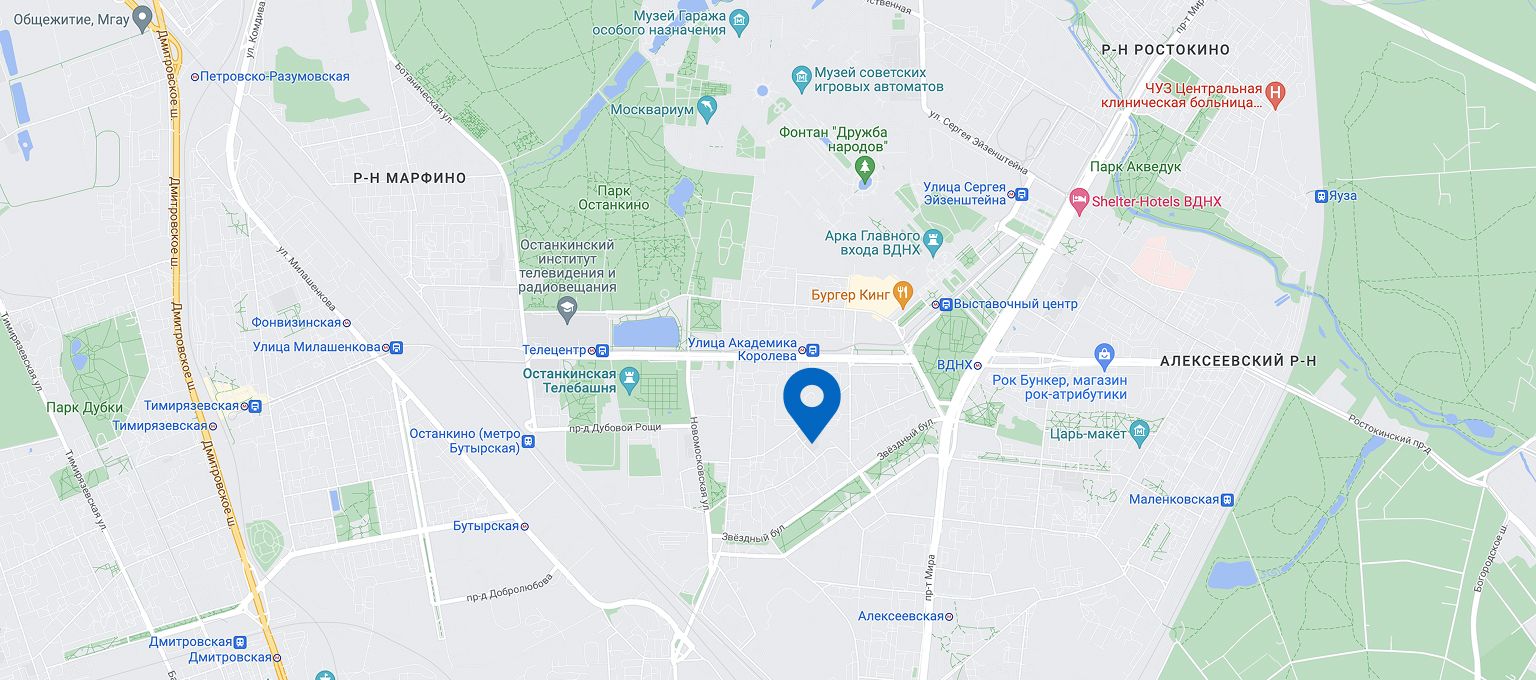 Общежитие, Мгау
Музей Гаража
особого назначения
ул. Комдива
Дмитровское ш.
Петровско-Разумовская
Ботаническая ул.
Москвариум
Музей советских
игровых автоматов
Фонтан "Дружба
народов"
пр-т Мира
Р-Н РОСТОКИНО
ЧУЗ Центральная
клиническая больница...
ул. Сергея Эйзенштейна
Парк Акведук
Р-Н МАРФИНО
Дмитровское ш.
Парк
Останкино
Улица Сергея
Эйзенштейна
Shelter-Hotels ВДНХ
Яуза
Арка Главного
входа ВДНХ
Останкинский
институт
телевидения и
радиовещания
ул. Милашенкова
Бургер Кинг
Выставочный центр
Тимирязевская ул.
Дмитровское ш.
Фонвизинская
Улица Милашенкова
Телецентр
Улица Академика
Королева
Останкинская
Телебашня
ВДНХ
АЛЕКСЕЕВСКИЙ Р-Н
Рок Бункер, магазин
рок-атрибутики
Парк Дубки
Тимирязевская
Тимирязевская
Останкино (метро
Бутырская)
пр-д Дубовой Рощи
Новомосковская ул.
Звёздный бул.
Царь-макет
Ростокинский пр-д
Тимирязевская ул.
Дмитровское ш.
Маленковская
Бутырская
Звёздный бул.
пр-д Добролюбова
пр-т Мира
Богородское ш.
Алексеевская
Дмитровская
Дмитровская